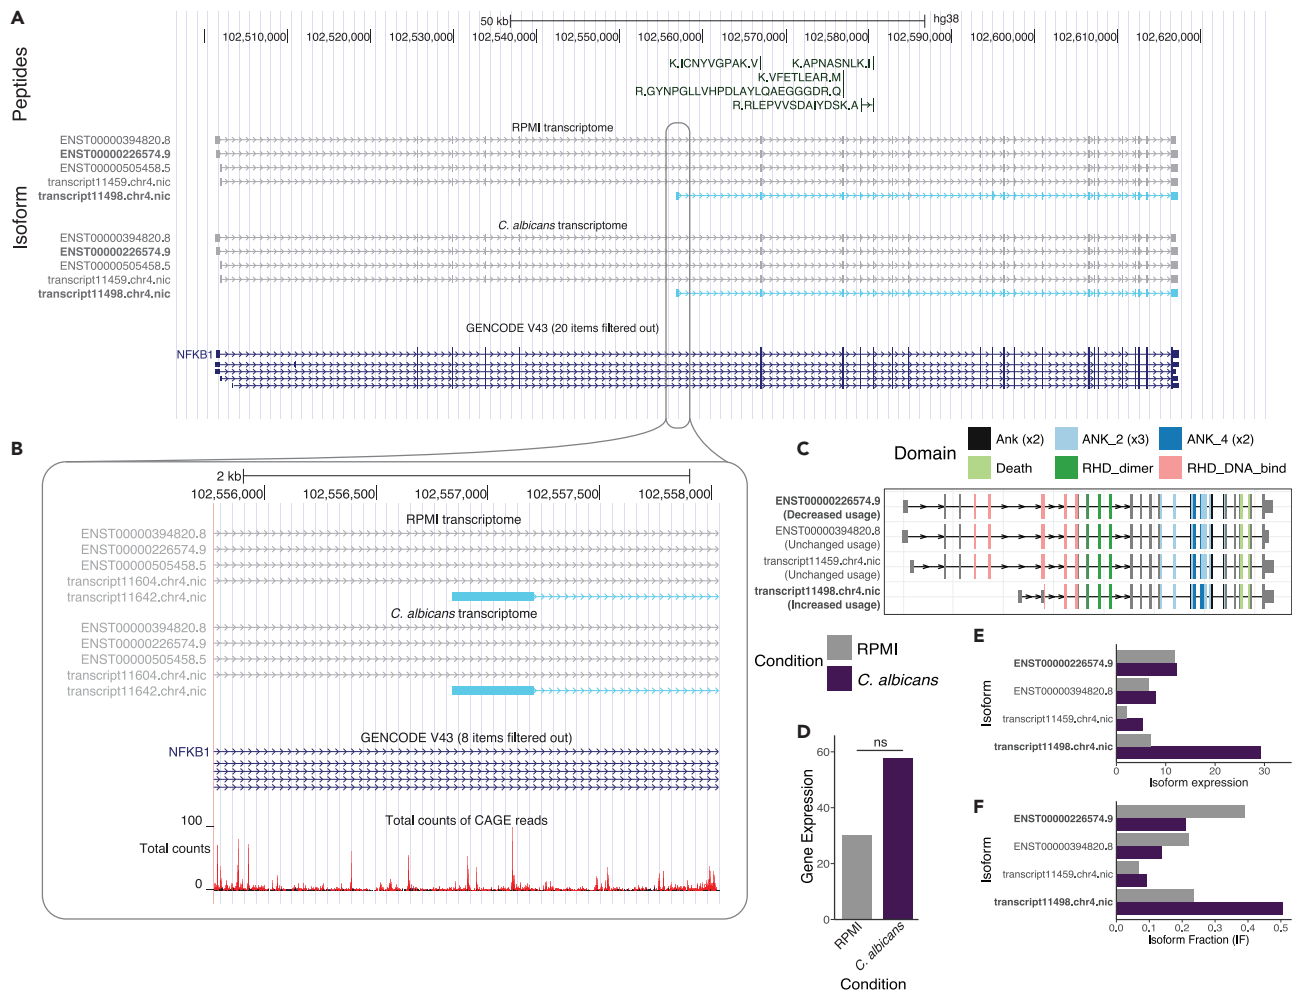 A
50 kb
hg38
102,510,000
102,520,000
102,530,000
102,540,000
102,550,000
102,560,000
102,570,000
102,580,000
102,590,000
102,600,000
102,610,000
102,620,000
Peptides
K.ICNYVGPAK.V
K.APNASNLK.I
K.VFETLEAR.M
R.GYNPGLLVHPDLAYLQAEGGGDR.Q
R.RLEPVVSDAIYDSK.A
Isoform
RPMI transcriptome
ENST00000394820.8
ENST00000226574.9
ENST00000505458.5
transcript11459.chr4.nic
transcript11498.chr4.nic
C. albicans transcriptome
ENST00000394820.8
ENST00000226574.9
ENST00000505458.5
transcript11459.chr4.nic
transcript11498.chr4.nic
GENCODE V43 (20 items filtered out)
NFKB1
B
2 kb
102,556,000
102,556,500
102,557,000
102,557,500
102,558,000
RPMI transcriptome
ENST00000394820.8
ENST00000226574.9
ENST00000505458.5
transcript11604.chr4.nic
transcript11642.chr4.nic
C. albicans transcriptome
ENST00000394820.8
ENST00000226574.9
ENST00000505458.5
transcript11604.chr4.nic
transcript11642.chr4.nic
GENCODE V43 (8 items filtered out)
NFKB1
Total counts of CAGE reads
100
Total counts
0
C
Domain
Ank (x2)
ANK_2 (x3)
ANK_4 (x2)
Death
RHD_dimer
RHD_DNA_bind
ENST00000226574.9
(Decreased usage)
ENST00000394820.8
(Unchanged usage)
transcript11459.chr4.nic
(Unchanged usage)
transcript11498.chr4.nic
(Increased usage)
Condition
RPMI
C. albicans
D
ns
Gene Expression
60
40
20
0
RPMI
C. albicans
Condition
E
Isoform
ENST00000226574.9
ENST00000394820.8
transcript11459.chr4.nic
transcript11498.chr4.nic
0 10 20 30
Isoform expression
F
Isoform
ENST00000226574.9
ENST00000394820.8
transcript11459.chr4.nic
transcript11498.chr4.nic
0.0 0.1 0.2 0.3 0.4 0.5
Isoform Fraction (IF)